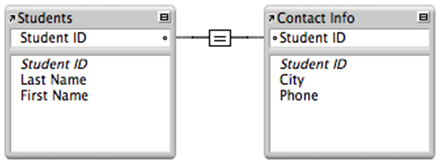 Students
Student ID
Student ID
Last Name
First Name
=
Contact Info
Student ID
Student ID
City
Phone